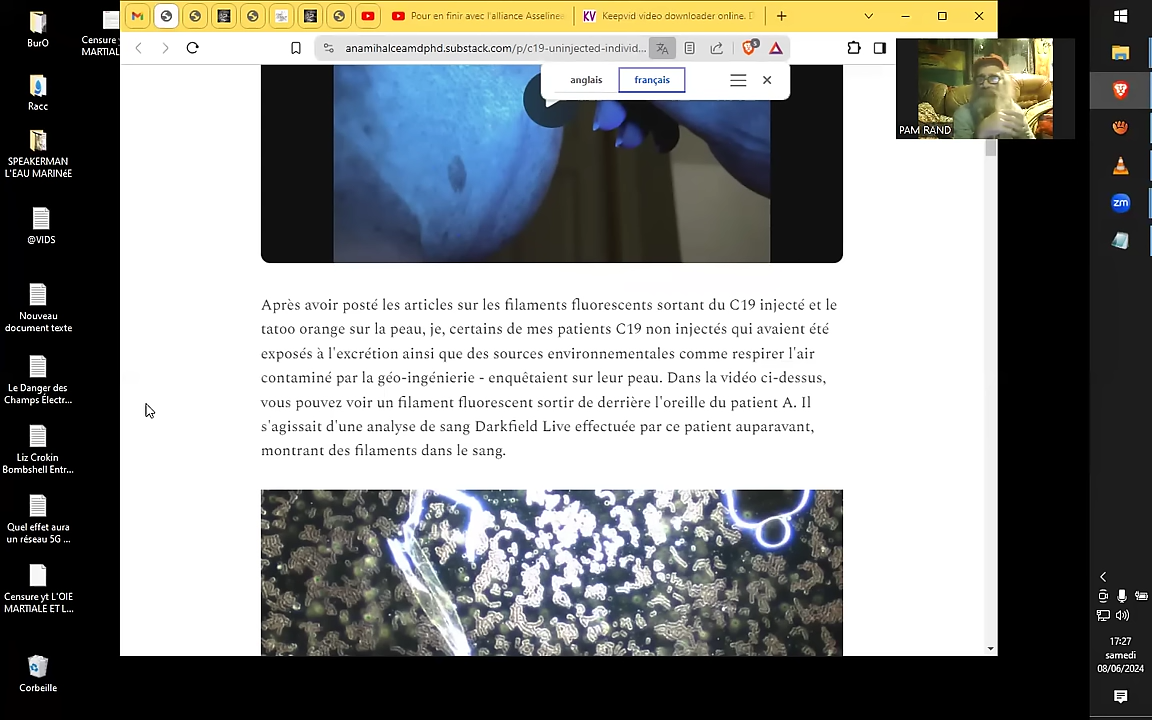 BurO
Censure
MARTIALE
Racc
SPEAKERMAN
L'EAU MARINéE
@VIDS
Nouveau
document texte
Le Danger des
Champs Électr...
Liz Crokin
Bombshell Entr...
Quel effet aura
un réseau 5G ...
Censure yt L'OIE
MARTIALE ET L...
Corbeille
Pour en finir avec l'alliance Asseline
KV Keepvid video downloader online. D
anamihalceamdphd.substack.com/p/c19-uninjected-individ...
anglais
français
PAM RAND
Après avoir posté les articles sur les filaments fluorescents sortant du C19 injecté et le
tatoo orange sur la peau, je, certains de mes patients C19 non injectés qui avaient été
exposés à l'excrétion ainsi que des sources environnementales comme respirer l'air
contaminé par la géo-ingénierie - enquêtaient sur leur peau. Dans la vidéo ci-dessus,
vous pouvez voir un filament fluorescent sortir de derrière l'oreille du patient A. Il
s'agissait d'une analyse de sang Darkfield Live effectuée par ce patient auparavant,
montrant des filaments dans le sang.
zm
17:27
samedi
08/06/2024